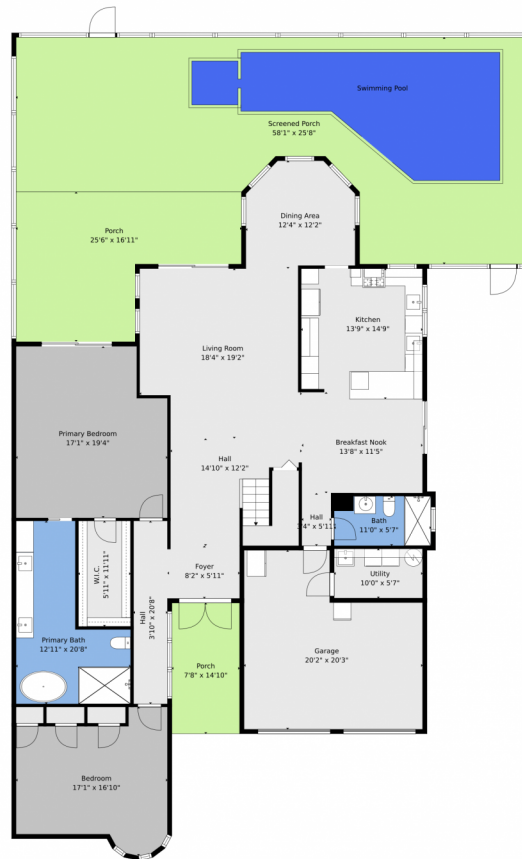 Swimming Pool
Screened Porch
58'1" x 25'8"
Dining Area
12'4" x 12'2"
Porch
25'6" x 16'11"
Kitchen
13'9" x 14'9"
Living Room
18'4" x 19'2"
Primary Bedroom
17'1" x 19'4"
Breakfast Nook
13'8" x 11'5"
Hall
14'10" x 12'2"
Hall
4" x 5'11
Bath
11'0" x 5'7"
W.I.C.
5'11" x 11'11"
Foyer
8'2" x 5'11"
Utility
10'0" x 5'7"
Hall
3'10" x 20'8"
Primary Bath
12'11" x 20'8"
Garage
20'2" x 20'3"
Porch
7'8" x 14'10"
Bedroom
17'1" x 16'10"